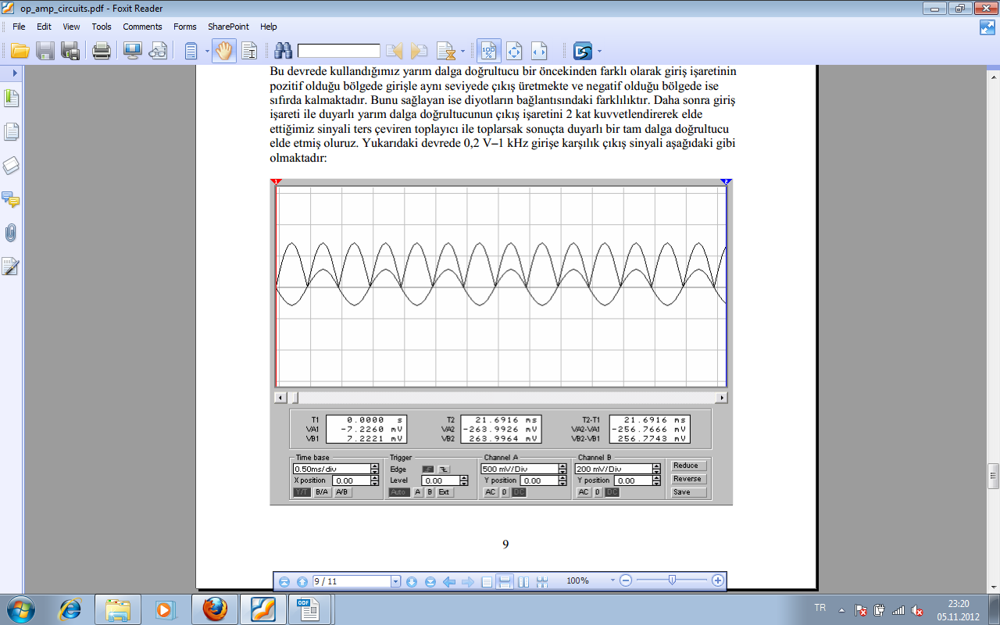 op_amp_circuits.pdf - Foxit Reader
File Edit View Tools Comments Forms SharePoint Help
100%
Bu devrede kullandığımız yarım dalga doğrultucu bir öncekinden farklı olarak giriş işaretinin
pozitif olduğu bölgede girişle aynı seviyede çıkış üretmekte ve negatif olduğu bölgede ise
sıfırda kalmaktadır. Bunu sağlayan ise diyotların bağlantısındaki farklılıktır. Daha sonra giriş
işareti ile duyarlı yarım dalga doğrultucunun çıkış işaretini 2 kat kuvvetlendirerek elde
ettiğimiz sinyali ters çeviren toplayıcı ile toplarsak sonuçta duyarlı bir tam dalga doğrultucu
elde etmiş oluruz. Yukarıdaki devrede 0,2 V–1 kHz girişe karşılık çıkış sinyali aşağıdaki gibi
olmaktadır:
1 2
T1 0.0000 s T2 21.6916 ms T2-T1 21.6916 ms
VA1 -7.2260 mV VA2 -263.9926 mV VA2-VA1 -256.7666 mV
VB1 7.2221 mV VB2 263.9964 mV VB2-VB1 256.7743 mV
Time base Trigger Channel A Channel B
0.50ms/div Edge 500 mV/Div 200 mV/Div Reduce
X position 0.00 Level 0.00 Y position 0.00 Y position 0.00 Reverse
Y/T B/A A/B Auto A B Ext AC 0 DC AC 0 DC Save
9
9 / 11 100%
TR 23:20
05.11.2012
ODF